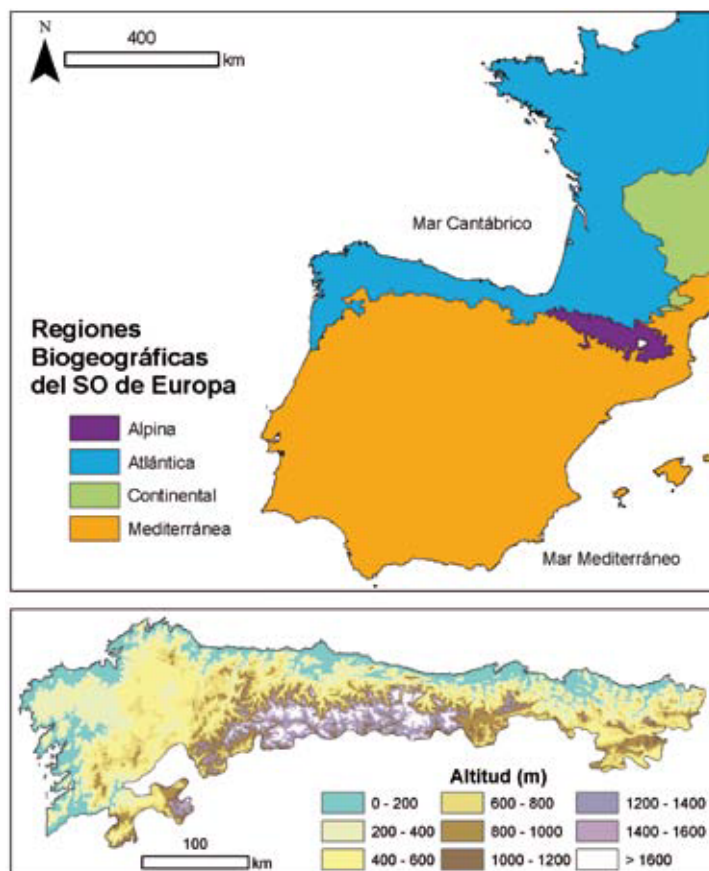 N
400
km
Mar Cantábrico
Regiones
Biogeográficas
del SO de Europa
Alpina
Atlántica
Continental
Mediterránea
Mar Mediterráneo
Altitud (m)
0 - 200
600 - 800
1200 - 1400
200 - 400
800 - 1000
1400 - 1600
400 - 600
1000 - 1200
> 1600
100
km